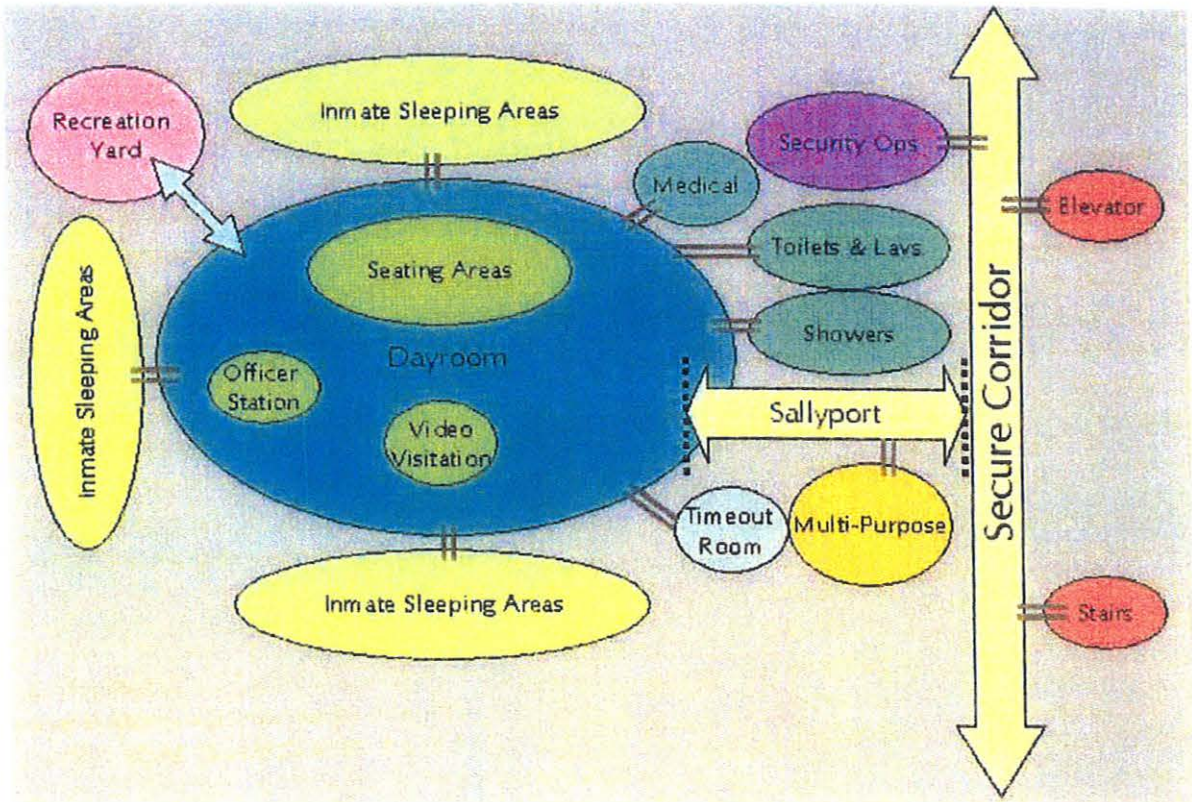 Inmate Sleeping Areas
Recreation
Yard
Security Ops
Medical
Elevator
Toilets & Lavs.
Seating Areas
Showers
Dayroom
Inmate Sleeping Areas
Officer
Station
Sallyport
Video
Visitation
Secure Corridor
Timeout
Room
Multi-Purpose
Inmate Sleeping Areas
Stairs